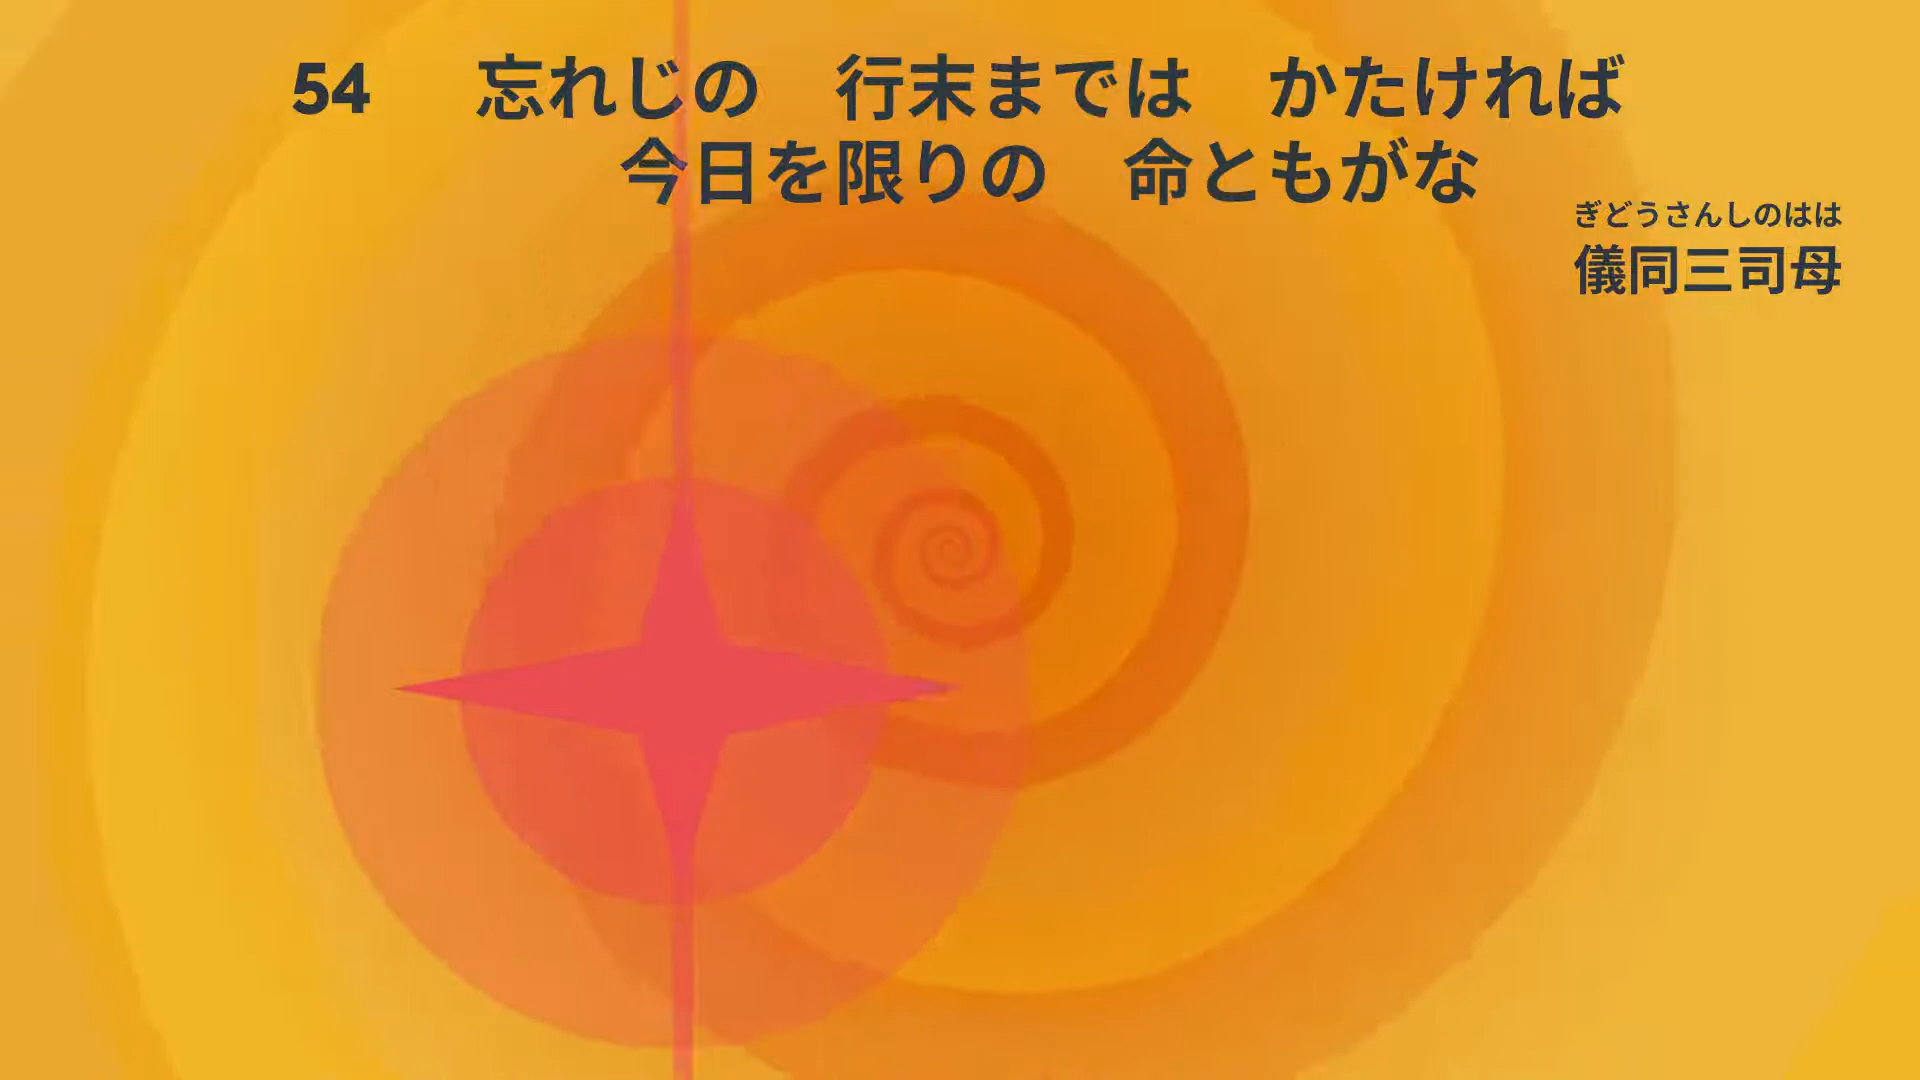 54　忘れじの　行末までは　かたければ
今日を限りの　命ともがな
ぎどうさんしのはは
儀同三司母